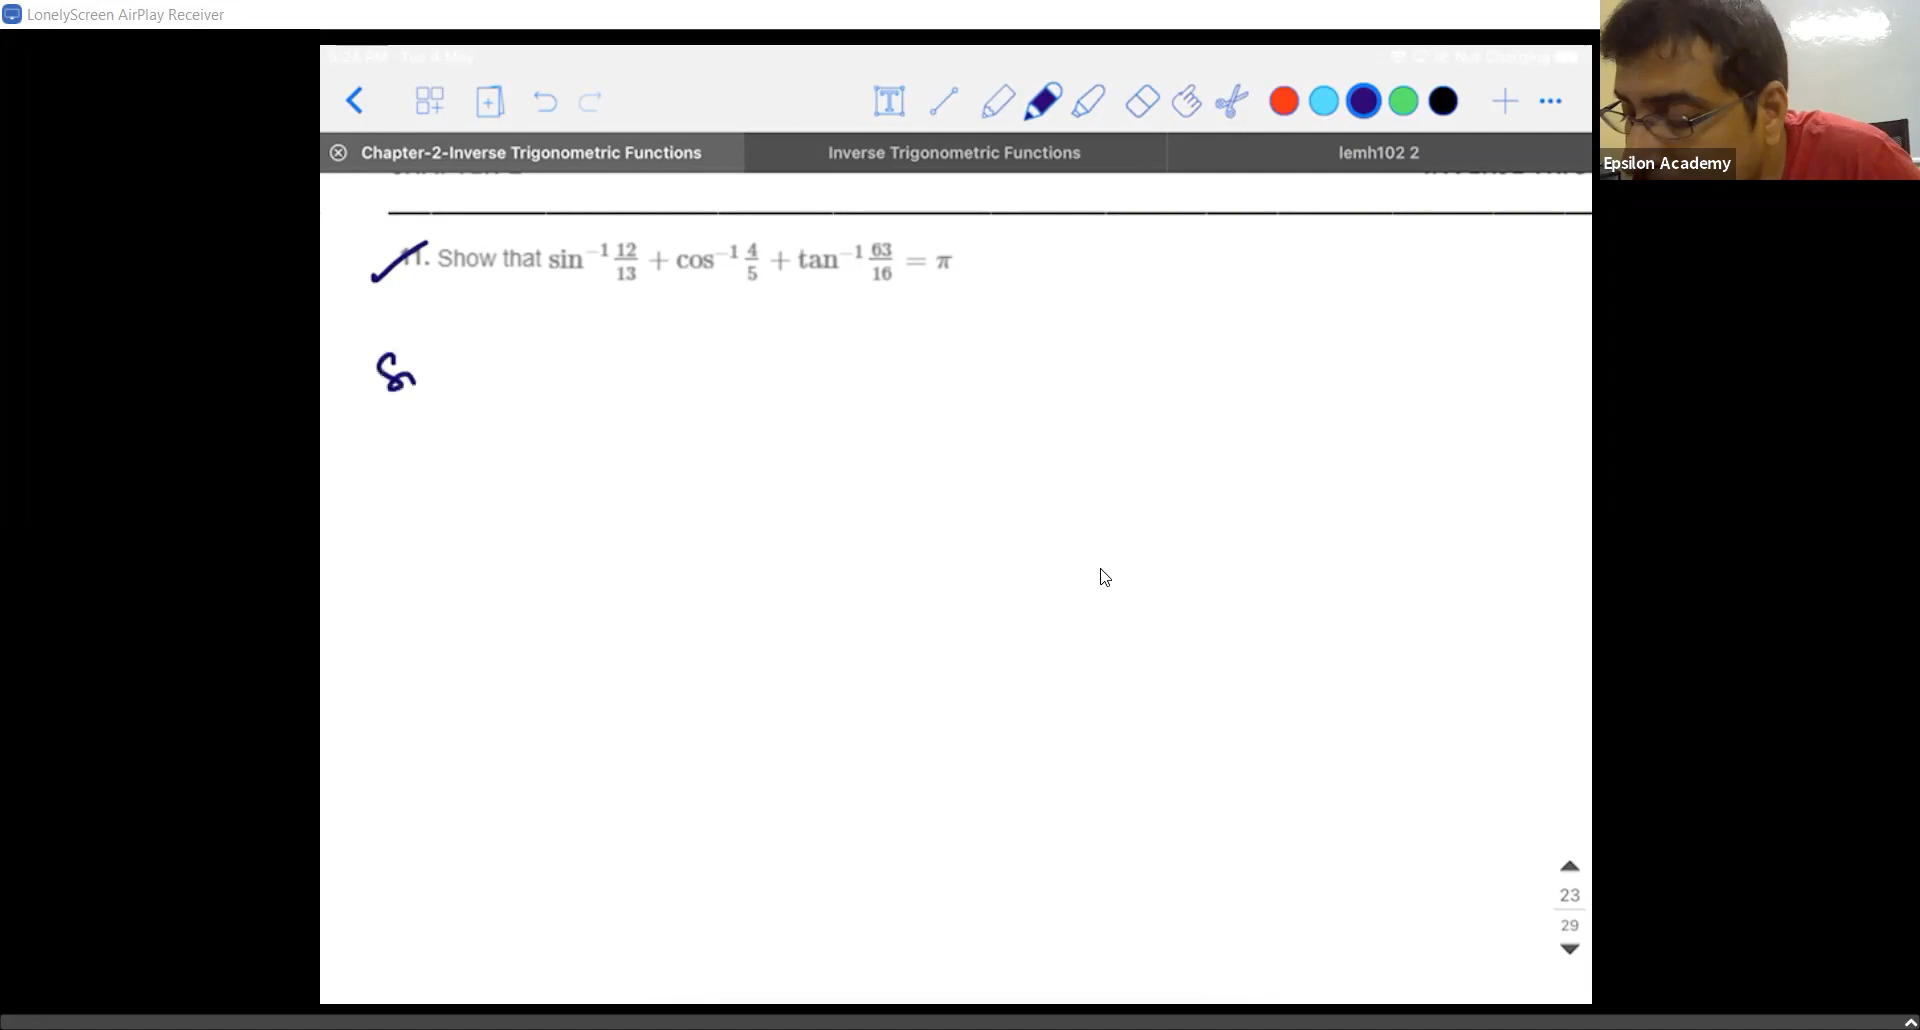 LonelyScreen AirPlay Receiver
Chapter-2-Inverse Trigonometric Functions
Inverse Trigonometric Functions
lemh102 2
Epsilon Academy
11. Show that sin⁻¹ 12/13 + cos⁻¹ 4/5 + tan⁻¹ 63/16 = π
23
29